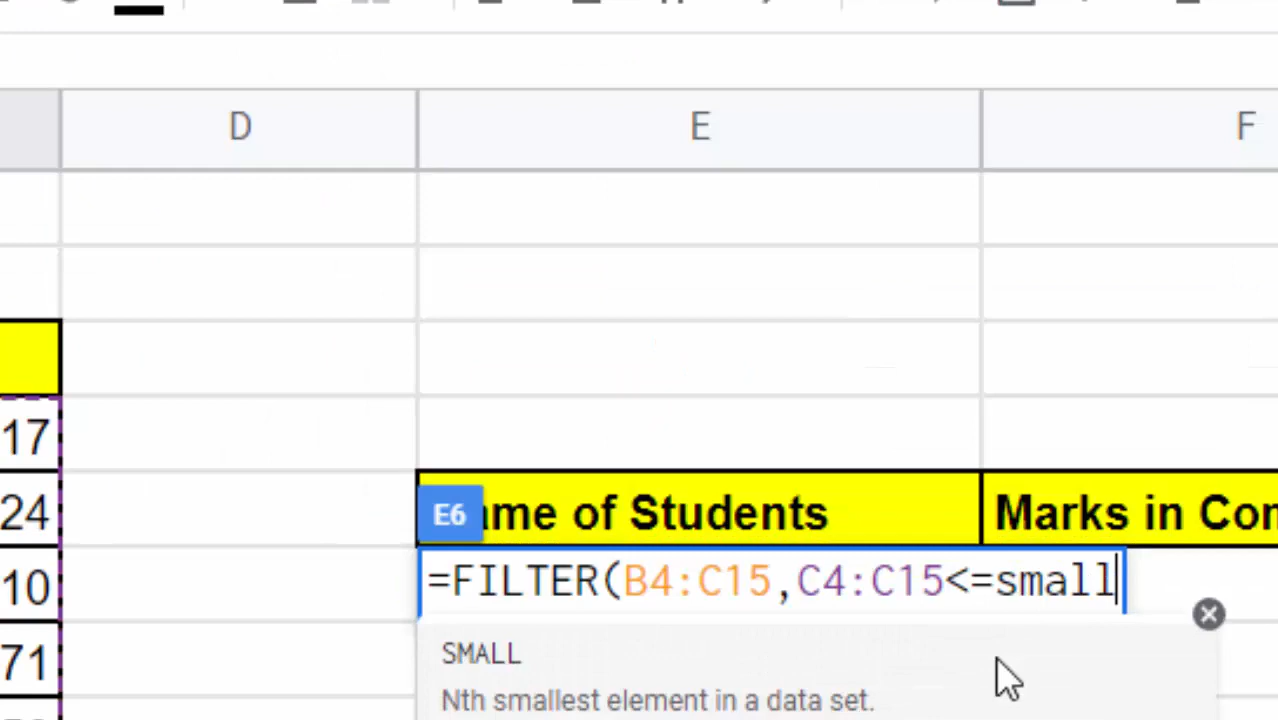 D E F
17
24
E6 ame of Students Marks in Con
10
=FILTER(B4:C15,C4:C15<=small
71
SMALL
Nth smallest element in a data set.